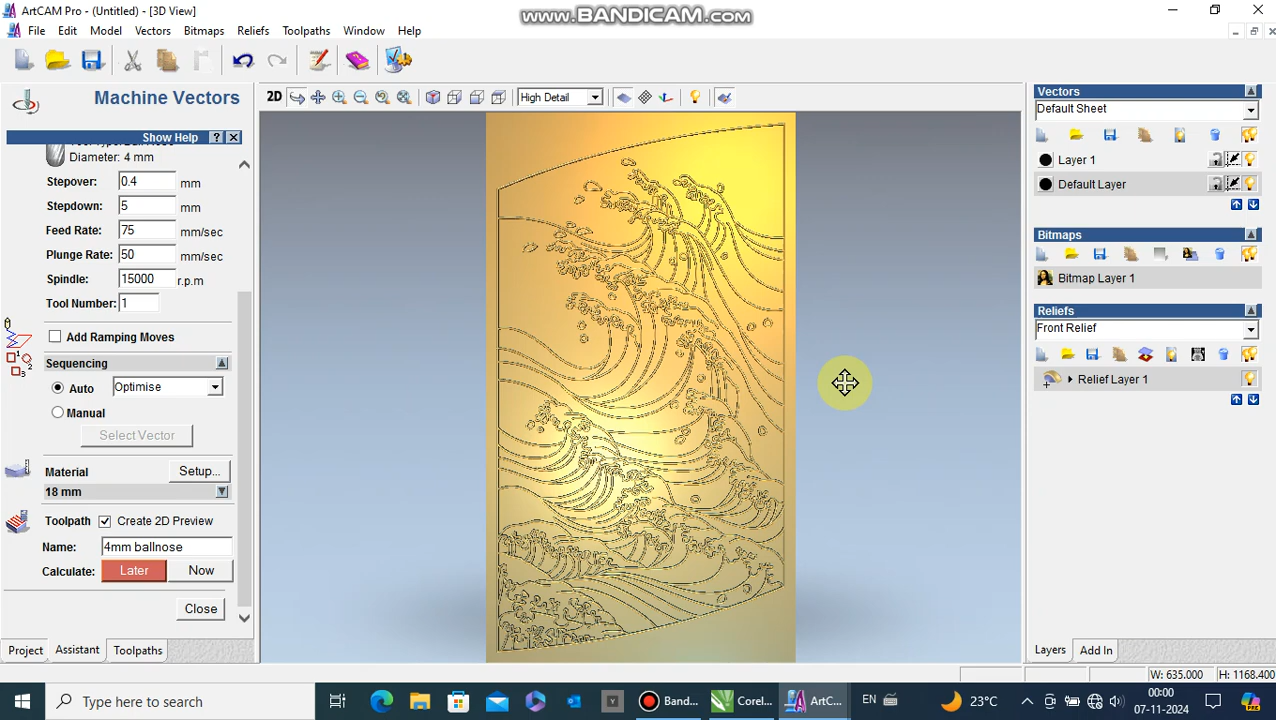 ArtCAM Pro - (Untitled) - [3D View]
www.BANDICAM.com
File Edit Model Vectors Bitmaps Reliefs Toolpaths Window Help
Machine Vectors
Show Help ? X
Diameter: 4 mm
Stepover: 0.4 mm
Stepdown: 5 mm
Feed Rate: 75 mm/sec
Plunge Rate: 50 mm/sec
Spindle: 15000 r.p.m
Tool Number: 1
Add Ramping Moves
Sequencing
Auto Optimise
Manual
Select Vector
Material Setup...
18 mm
Toolpath Create 2D Preview
Name: 4mm ballnose
Calculate: Later Now
Close
Project Assistant Toolpaths
2D High Detail
Vectors
Default Sheet
Layer 1
Default Layer
Bitmaps
Bitmap Layer 1
Reliefs
Front Relief
Relief Layer 1
Layers Add In
W: 635.000 H: 1168.400
Type here to search
Band... Corel... ArtC... EN 23°C
00:00
07-11-2024